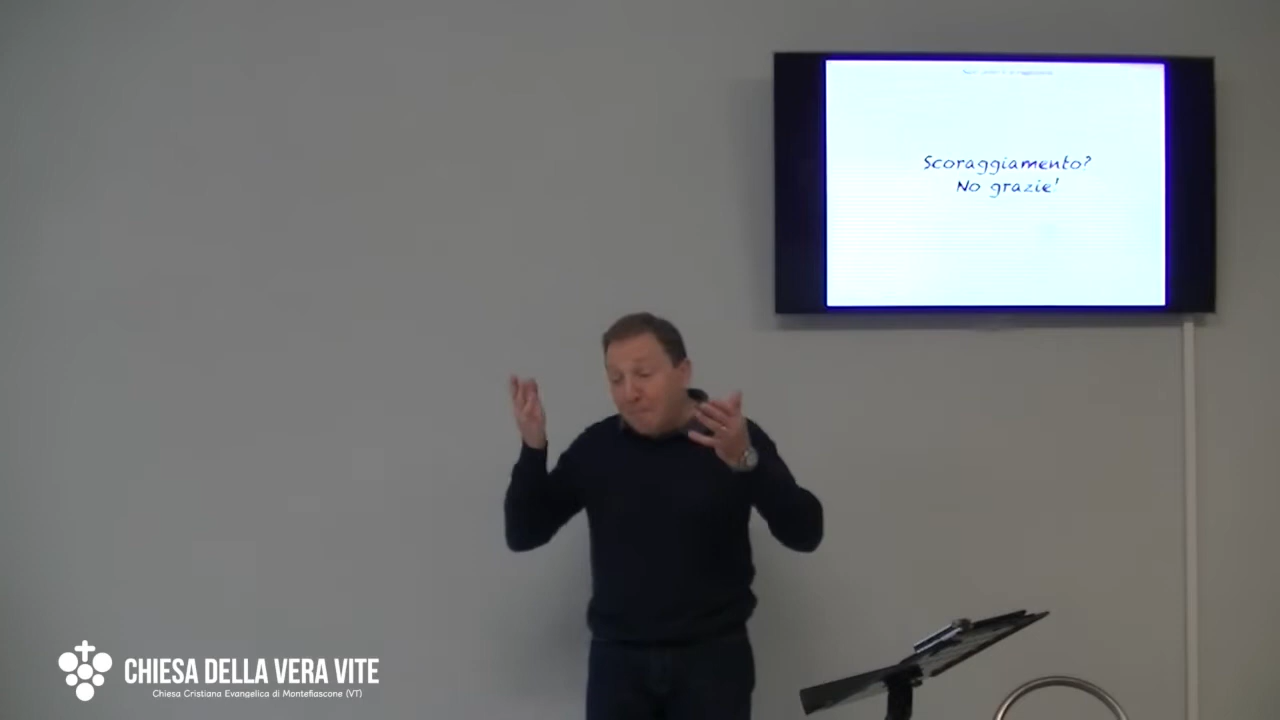 Scoraggiamento?
No grazie!
CHIESA DELLA VERA VITE
Chiesa Cristiana Evangelica di Montefiascone (VT)